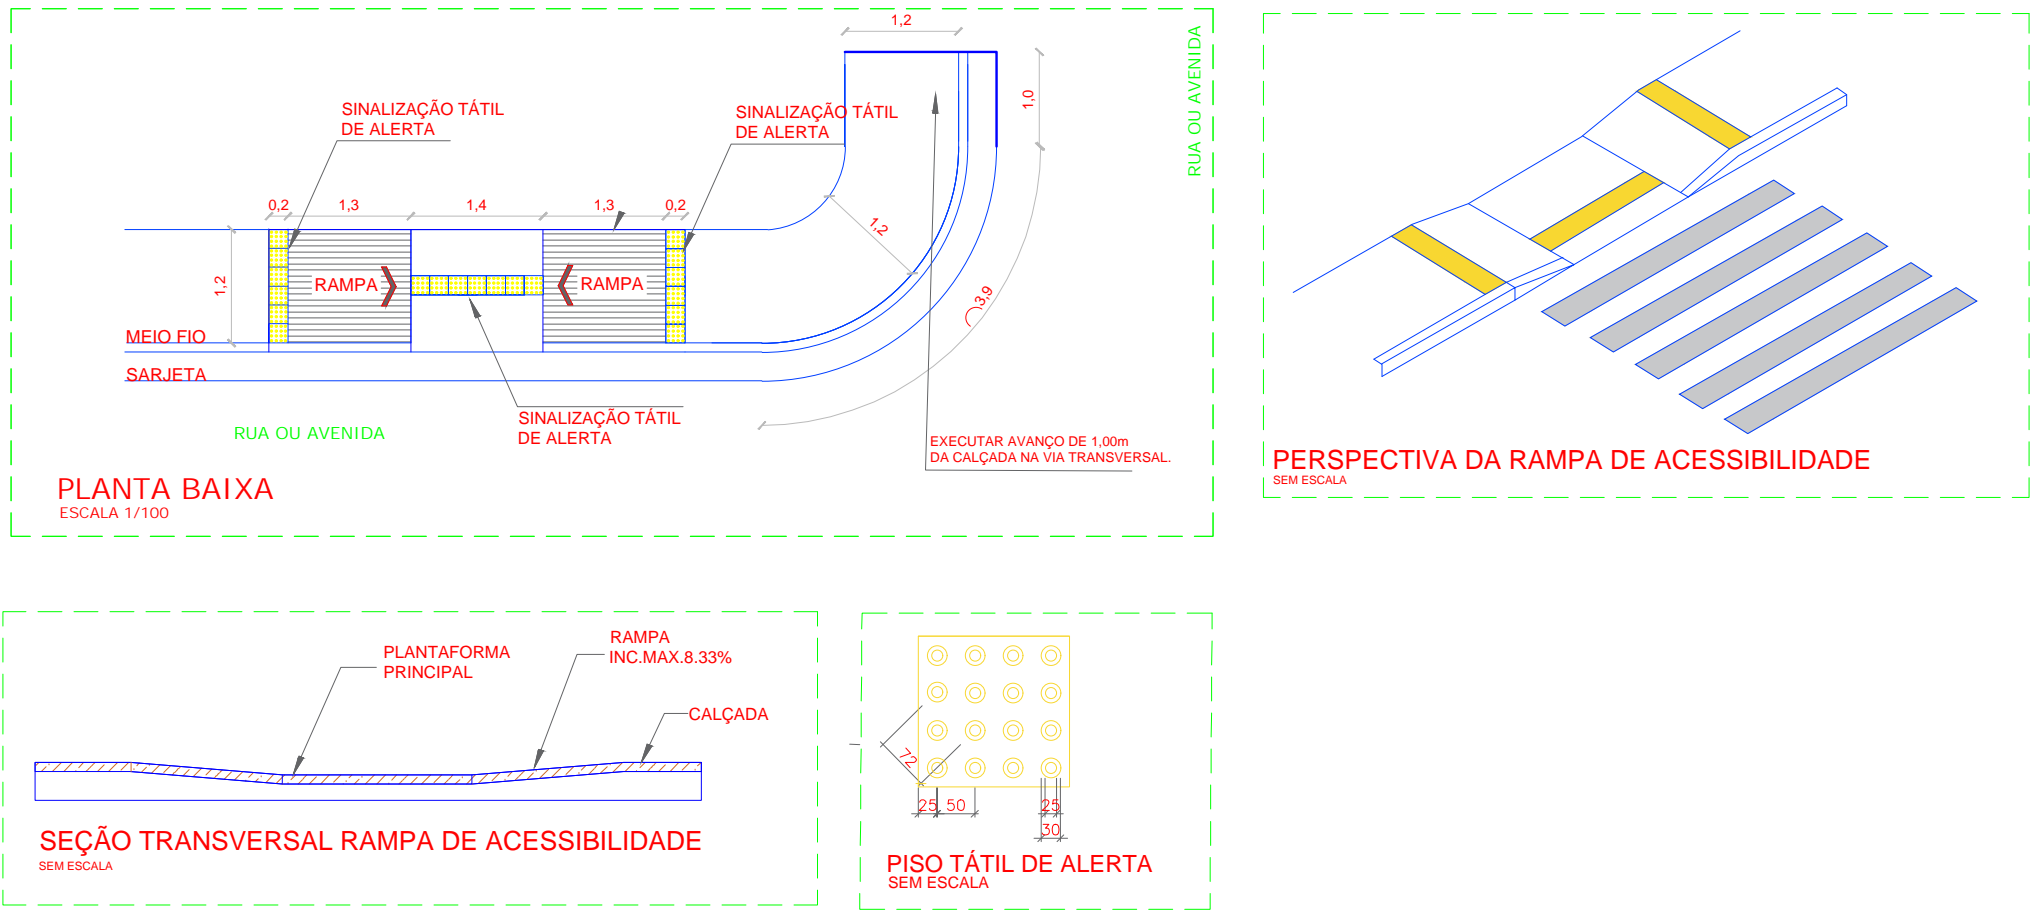 1,2
RUA OU AVENIDA
1,0
SINALIZAÇÃO TÁTIL
DE ALERTA
SINALIZAÇÃO TÁTIL
DE ALERTA
0,2
1,3
1,4
1,3
0,2
1,2
1,2
RAMPA
RAMPA
3,9
MEIO FIO
SARJETA
SINALIZAÇÃO TÁTIL
DE ALERTA
RUA OU AVENIDA
EXECUTAR AVANÇO DE 1,00m
DA CALÇADA NA VIA TRANSVERSAL.
PLANTA BAIXA
ESCALA 1/100
PERSPECTIVA DA RAMPA DE ACESSIBILIDADE
SEM ESCALA
PLANTAFORMA
PRINCIPAL
RAMPA
INC.MAX.8.33%
CALÇADA
SEÇÃO TRANSVERSAL RAMPA DE ACESSIBILIDADE
SEM ESCALA
72
25
50
25
30
PISO TÁTIL DE ALERTA
SEM ESCALA